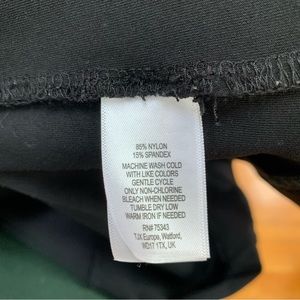 85% NYLON
15% SPANDEX
MACHINE WASH COLD
WITH LIKE COLORS
GENTLE CYCLE
ONLY NON-CHLORINE
BLEACH WHEN NEEDED
TUMBLE DRY LOW
WARM IRON IF NEEDED
RN# 75343
TJX Europe, Watford,
WD17 1TX, UK